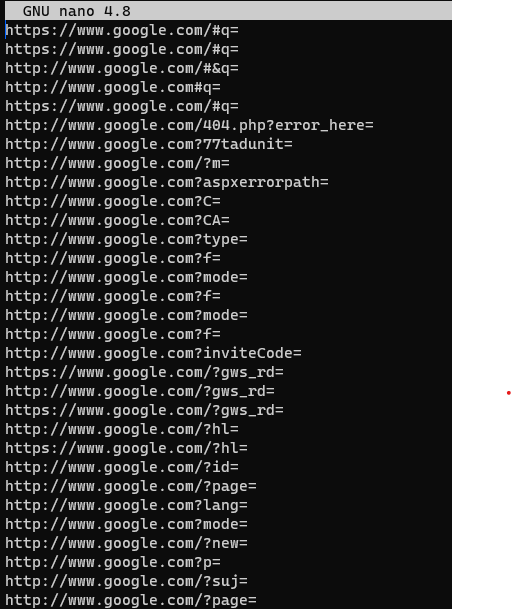 GNU nano 4.8
https://www.google.com/#q=
https://www.google.com/#q=
http://www.google.com/#&q=
http://www.google.com#q=
https://www.google.com/#q=
http://www.google.com/404.php?error_here=
http://www.google.com?77tadunit=
http://www.google.com/?m=
http://www.google.com?aspxerrorpath=
http://www.google.com?C=
http://www.google.com?CA=
http://www.google.com?type=
http://www.google.com?f=
http://www.google.com?mode=
http://www.google.com?f=
http://www.google.com?mode=
http://www.google.com?f=
http://www.google.com?inviteCode=
https://www.google.com/?gws_rd=
http://www.google.com/?gws_rd=
https://www.google.com/?gws_rd=
http://www.google.com/?hl=
https://www.google.com/?hl=
http://www.google.com/?id=
http://www.google.com/?page=
http://www.google.com?lang=
http://www.google.com?mode=
http://www.google.com/?new=
http://www.google.com?p=
http://www.google.com/?suj=
http://www.google.com/?page=